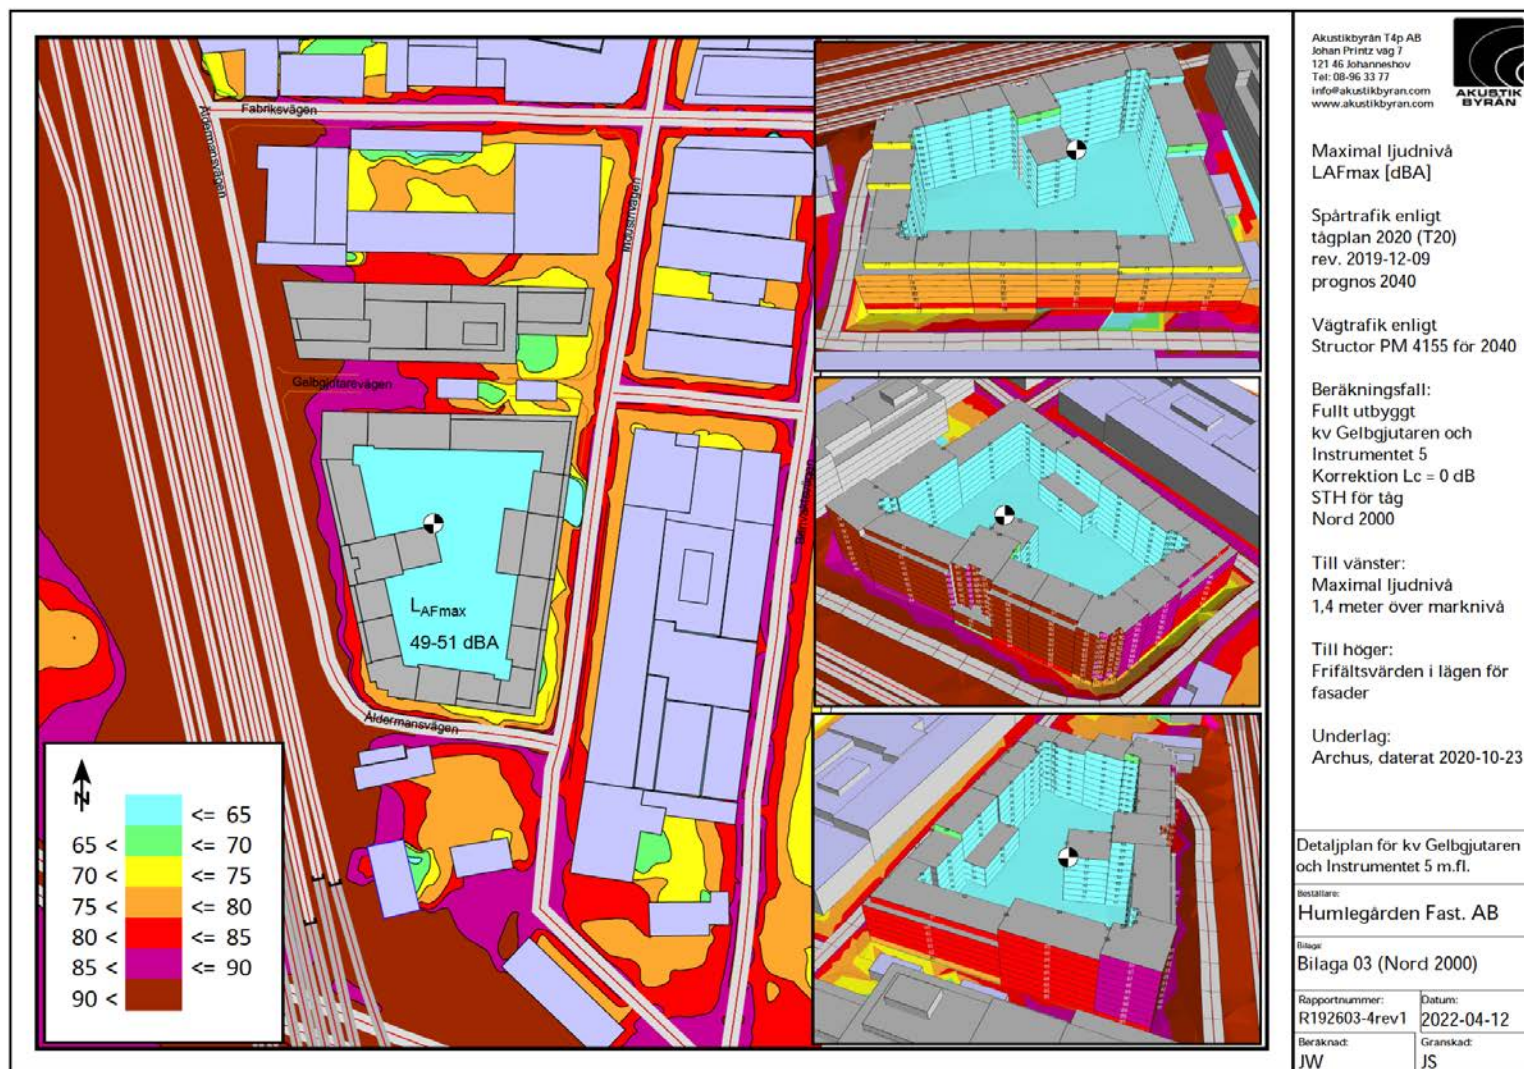 Fabriksvägen
Åldermansvägen
Industrivägen
Gelbgjutarevägen
LAFmax
49-51 dBA
Åldermansvägen
N
<= 65
65 < <= 70
70 < <= 75
75 < <= 80
80 < <= 85
85 < <= 90
90 <
Akustikbyrån T4p AB
Johan Printz väg 7
121 46 Johanneshov
Tel: 08-96 33 77
info@akustikbyran.com
www.akustikbyran.com
AKUSTIK
BYRÅN
Maximal ljudnivå
LAFmax [dBA]
Spårtrafik enligt
tågplan 2020 (T20)
rev. 2019-12-09
prognos 2040
Vägtrafik enligt
Structor PM 4155 för 2040
Beräkningsfall:
Fullt utbyggt
kv Gelbgjutaren och
Instrumentet 5
Korrektion Lc = 0 dB
STH för tåg
Nord 2000
Till vänster:
Maximal ljudnivå
1,4 meter över marknivå
Till höger:
Frifältsvärden i lägen för
fasader
Underlag:
Archus, daterat 2020-10-23
Detaljplan för kv Gelbgjutaren
och Instrumentet 5 m.fl.
Beställare:
Humlegården Fast. AB
Bilaga:
Bilaga 03 (Nord 2000)
Rapportnummer:
R192603-4rev1
Datum:
2022-04-12
Beräknad:
JW
Granskad:
JS